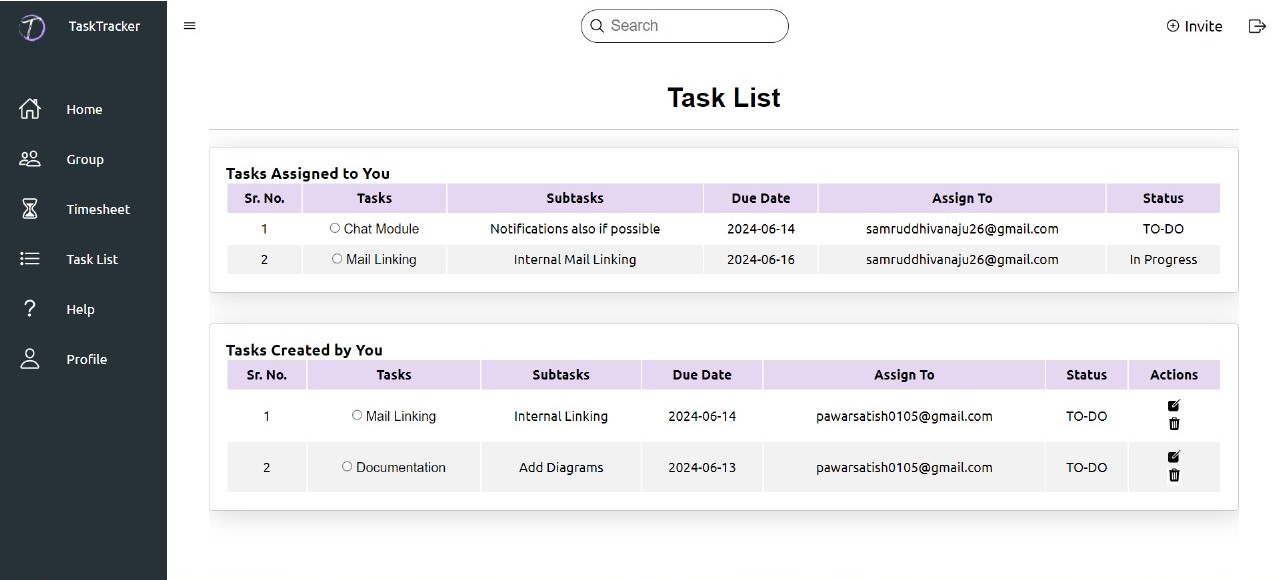 TaskTracker
Search
Invite
Home
Group
Timesheet
Task List
Help
Profile
Task List
Tasks Assigned to You
Sr. No. Tasks Subtasks Due Date Assign To Status
1 Chat Module Notifications also if possible 2024-06-14 samruddhivanaju26@gmail.com TO-DO
2 Mail Linking Internal Mail Linking 2024-06-16 samruddhivanaju26@gmail.com In Progress
Tasks Created by You
Sr. No. Tasks Subtasks Due Date Assign To Status Actions
1 Mail Linking Internal Linking 2024-06-14 pawarsatish0105@gmail.com TO-DO
2 Documentation Add Diagrams 2024-06-13 pawarsatish0105@gmail.com TO-DO